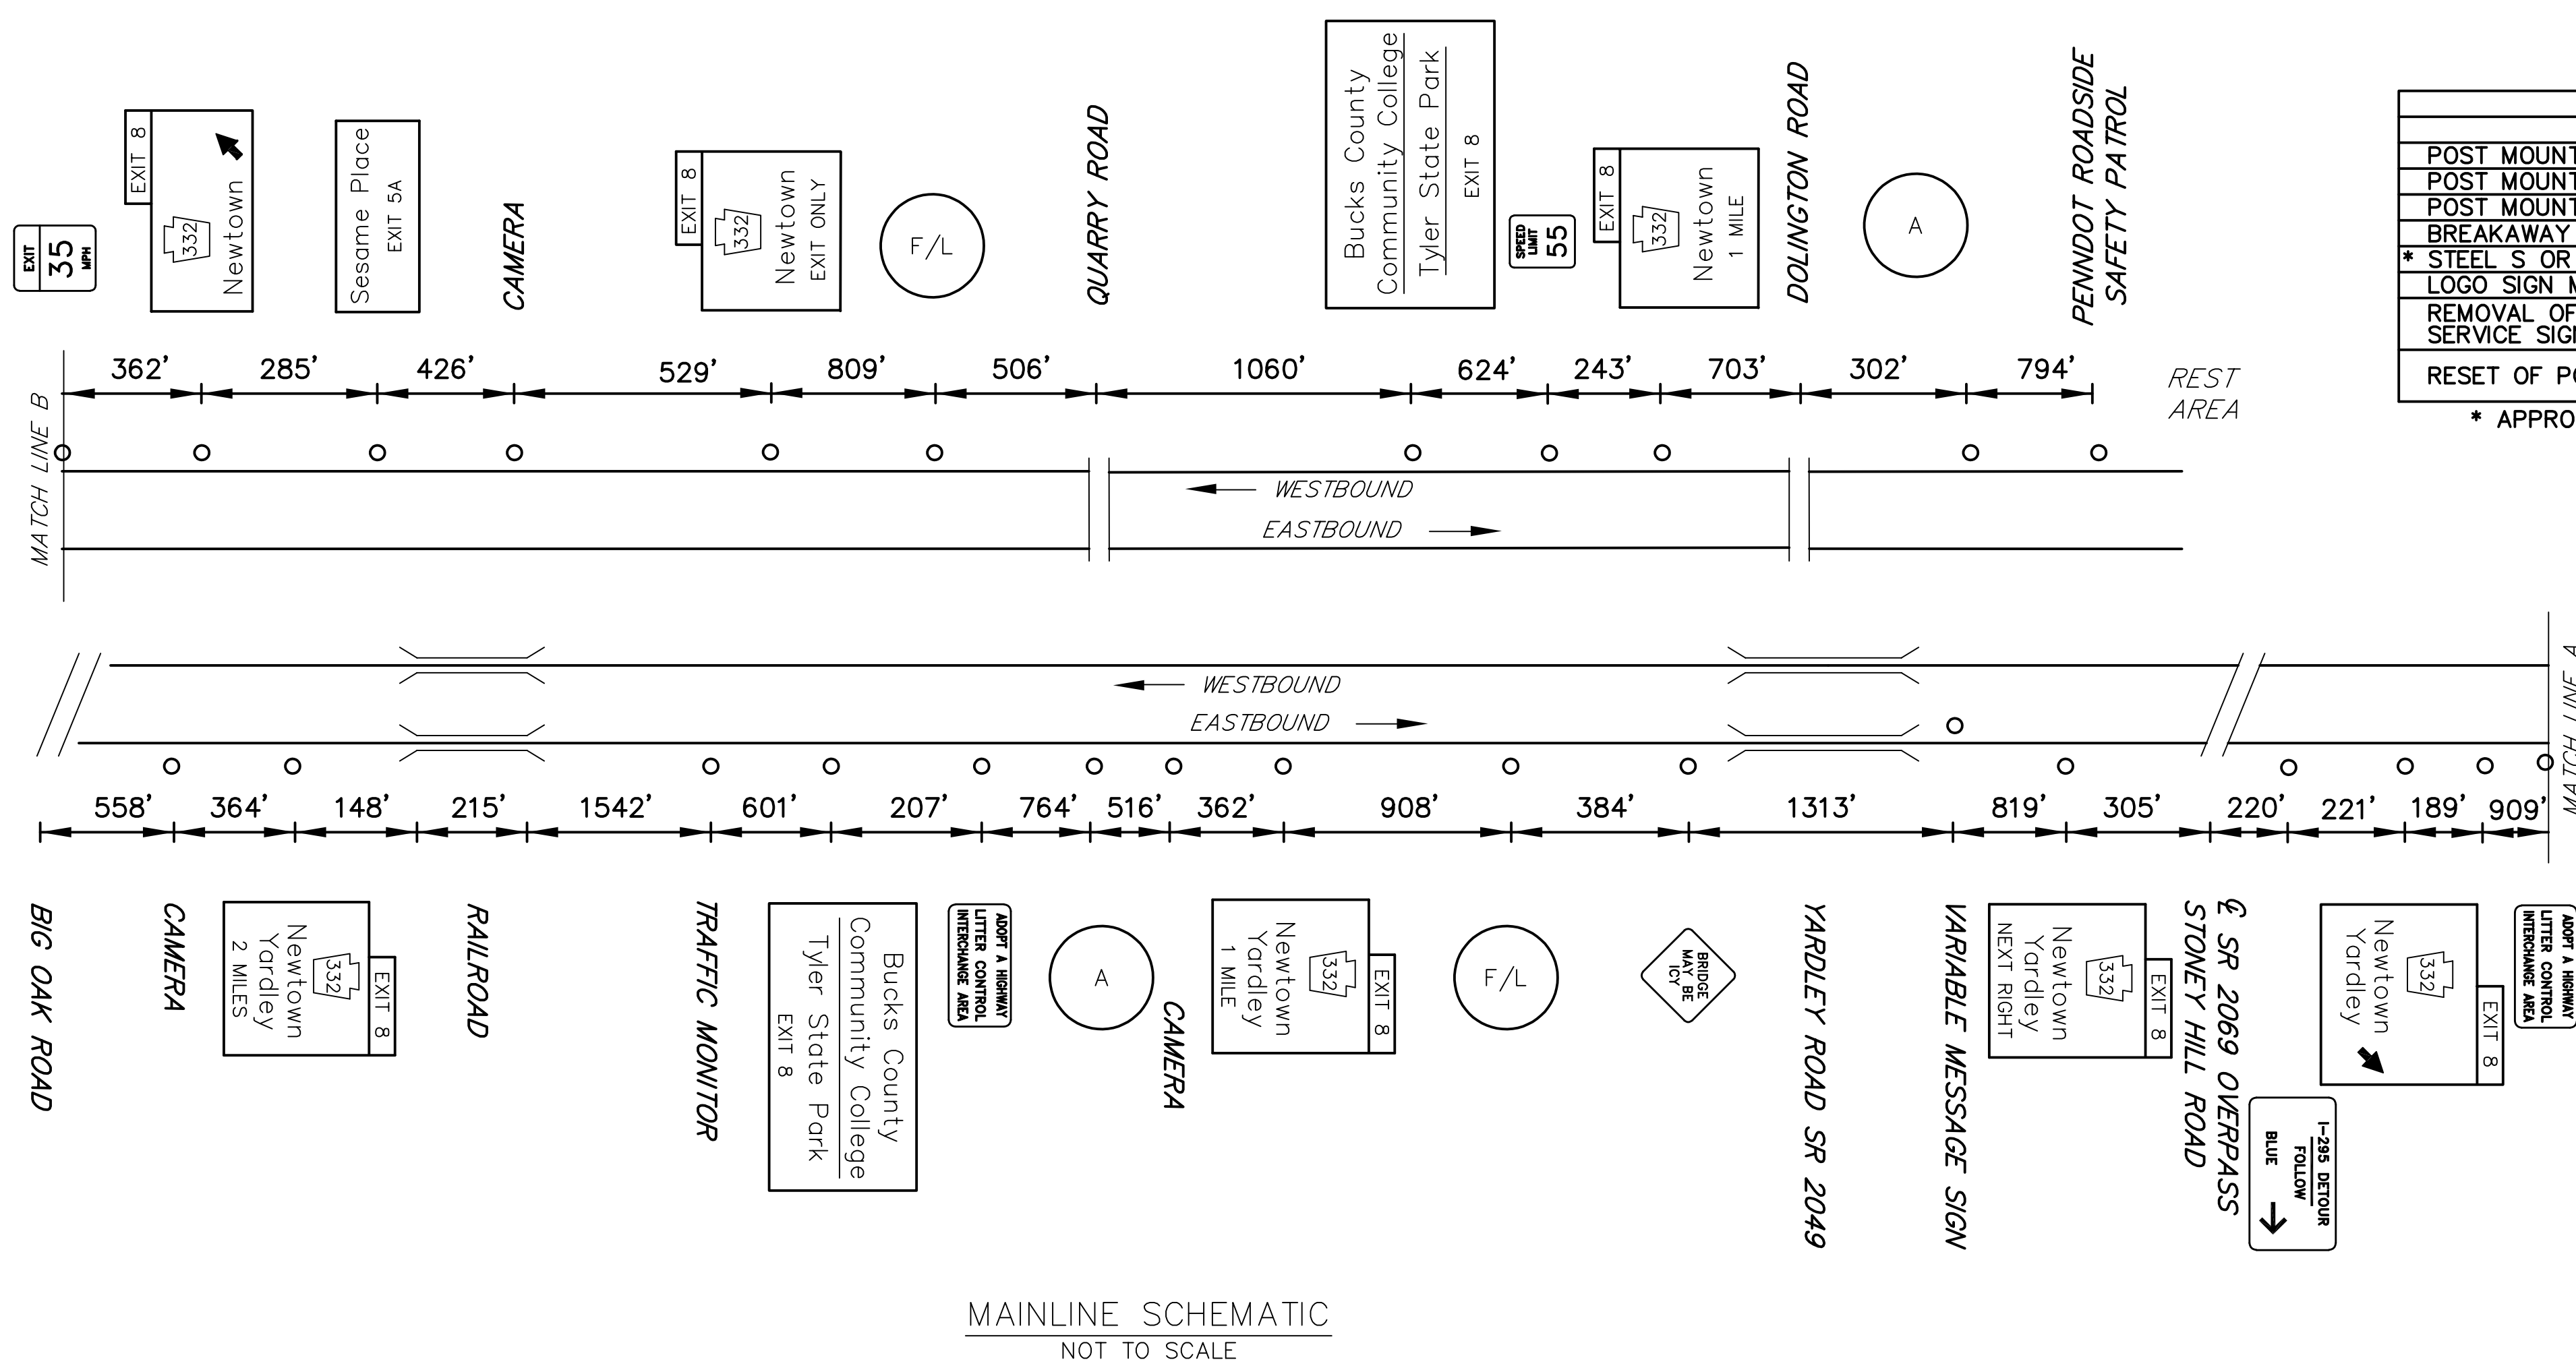 EXIT
35
MPH
EXIT 8
332
Newtown
Sesame Place
EXIT 5A
CAMERA
EXIT 8
332
Newtown
EXIT ONLY
F/L
QUARRY ROAD
Bucks County
Community College
Tyler State Park
EXIT 8
SPEED
LIMIT
55
EXIT 8
332
Newtown
1 MILE
DOLINGTON ROAD
A
PENNDOT ROADSIDE
SAFETY PATROL
POST MOUNT
POST MOUNT
POST MOUNT
BREAKAWAY
* STEEL S OR
LOGO SIGN
REMOVAL OF
SERVICE
RESET OF
* APPRO
362’ 285’ 426’ 529’ 809’ 506’ 1060’ 624’ 243’ 703’ 302’ 794’
REST
AREA
MATCH LINE B
WESTBOUND
EASTBOUND
WESTBOUND
EASTBOUND
MATCH LINE A
558’ 364’ 148’ 215’ 1542’ 601’ 207’ 764’ 516’ 362’ 908’ 384’ 1313’ 819’ 305’ 220’ 221’ 189’ 909’
BIG OAK ROAD
CAMERA
EXIT 8
332
Newtown
Yardley
2 MILES
RAILROAD
TRAFFIC MONITOR
Bucks County
Community College
Tyler State Park
EXIT 8
ADOPT A HIGHWAY
LITTER CONTROL
INTERCHANGE AREA
A
CAMERA
EXIT 8
332
Newtown
Yardley
1 MILE
F/L
BRIDGE
MAY BE
ICY
YARDLEY ROAD SR 2049
VARIABLE MESSAGE SIGN
EXIT 8
332
Newtown
Yardley
NEXT RIGHT
℄ SR 2069 OVERPASS
STONEY HILL ROAD
EXIT 8
332
Newtown
Yardley
I-295 DETOUR
FOLLOW
BLUE
ADOPT A HIGHWAY
LITTER CONTROL
INTERCHANGE AREA
MAINLINE SCHEMATIC
NOT TO SCALE